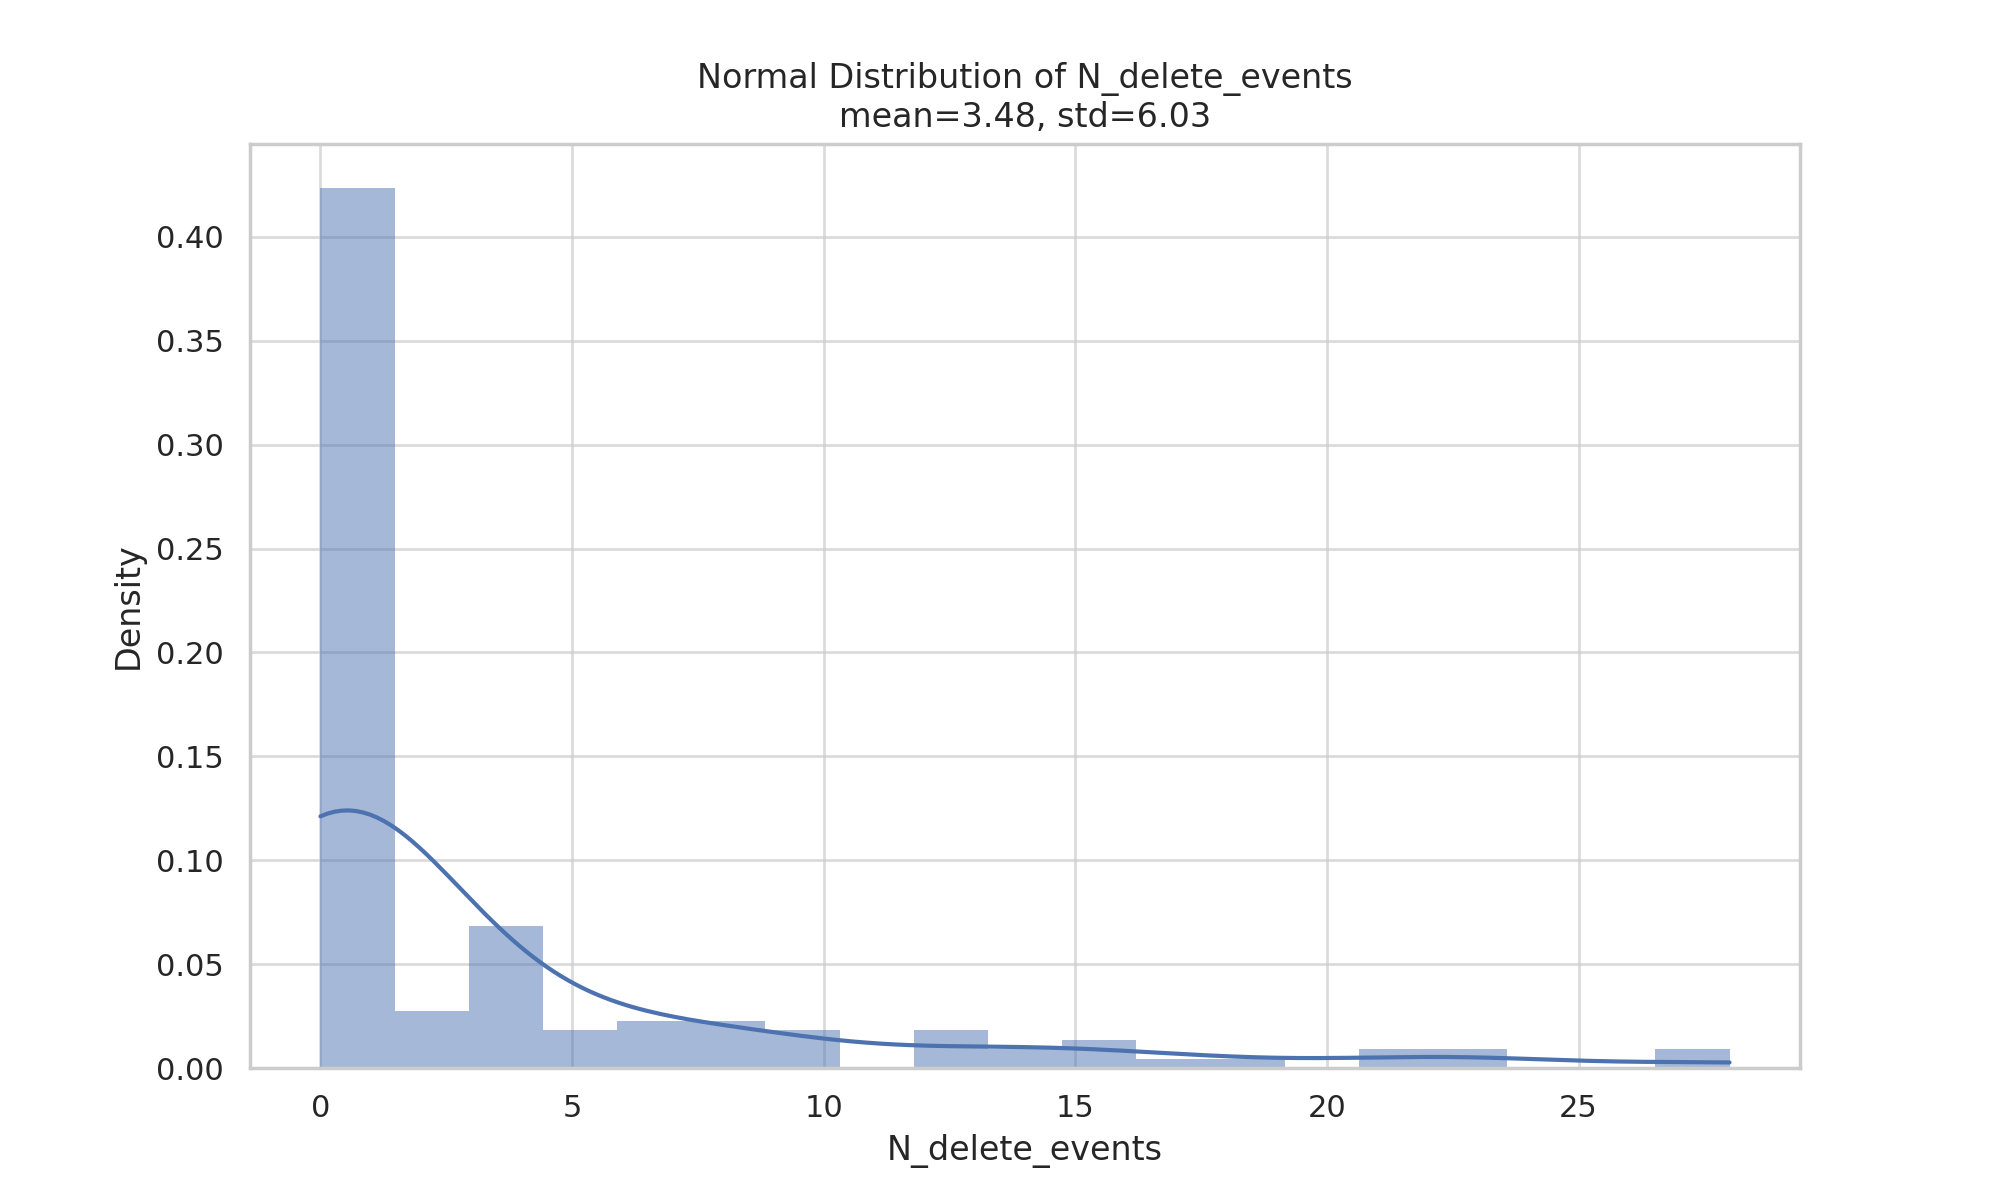 Normal Distribution of N_delete_events
mean=3.48, std=6.03
0.40
0.35
0.30
0.25
0.20
0.15
0.10
0.05
0.00
Density
0 5 10 15 20 25
N_delete_events